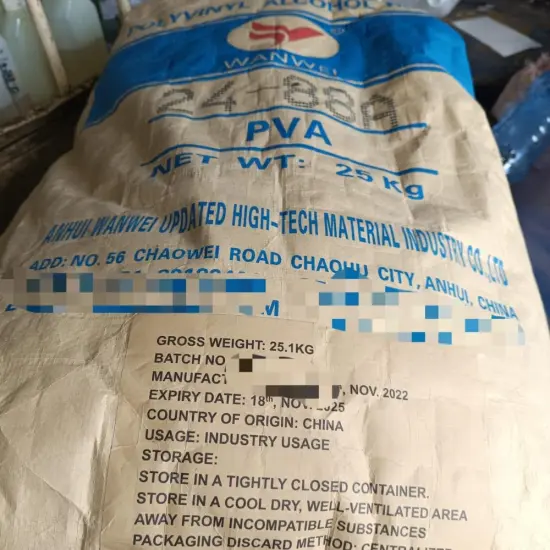 POLYVINYL ALCOHOL
WANWEI
24-88A
PVA
NET WT: 25 Kg
ANHUI WANWEI UPDATED HIGH-TECH MATERIAL INDUSTRY CO.,LTD
ADD: NO. 56 CHAOWEI ROAD CHAOHU CITY, ANHUI, CHINA
GROSS WEIGHT: 25.1KG
BATCH NO
NOV. 2022
EXPIRY DATE: 18th, NOV. 2025
COUNTRY OF ORIGIN: CHINA
USAGE: INDUSTRY USAGE
STORAGE:
STORE IN A TIGHTLY CLOSED CONTAINER.
STORE IN A COOL DRY, WELL-VENTILATED AREA
AWAY FROM INCOMPATIBLE SUBSTANCES
PACKAGING DISCARD METHOD: